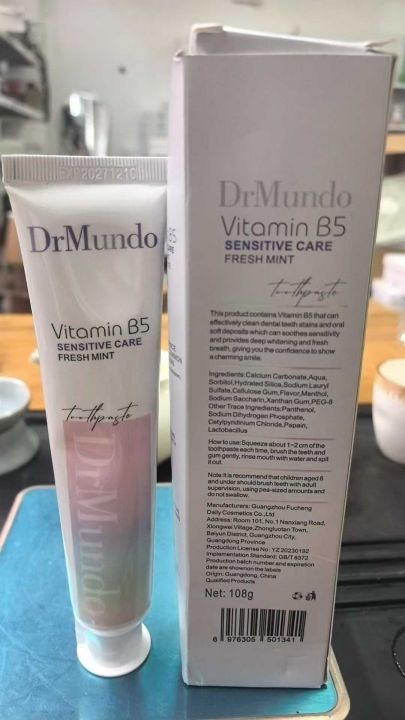 EXP20271210
DrMundo
Vitamin B5
SENSITIVE CARE
FRESH MINT
toothpaste
DrMundo
DrMundo
Vitamin B5
SENSITIVE CARE
FRESH MINT
toothpaste
This product contains Vitamin B5 that can
effectively clean dental teeth stains and oral
soft deposits which can soothes sensitivity
and provides deep whitening and fresh
breath, giving you the confidence to show
a charming smile.
Ingredients:Calcium Carbonate,Aqua,
Sorbitol,Hydrated Silica,Sodium Lauryl
Sulfate,Cellulose Gum,Flavor,Menthol,
Sodium Saccharin,Xanthan Gum,PEG-8
Other Trace Ingredients:Panthenol,
Sodium Dihydrogen Phosphate,
Cetylpyridinium Chloride,Papain,
Lactobacillus
How to use:Squeeze about 1~2 cm of the
toothpaste each time, brush the teeth and
gum gently, rinse mouth with water and spit
it out.
Note:It is recommend that children aged 6
and under should brush teeth with adult
supervision, using pea-sized amounts and
do not swallow.
Manufacturer: Guangzhou Fucheng
Daily Cosmetics Co.,Ltd
Address: Room 101, No.1 Nanxiang Road,
Xiongwei Village,Zhongluotan Town,
Baiyun District, Guangzhou City,
Guangdong Province
Production License No: YZ 20230192
Implementation Standard: GB/T 8372
Production batch number and expiration
date are shownon the labels
Origin: Guangdong, China
Qualified Products
Net: 108g
6 976305 501341